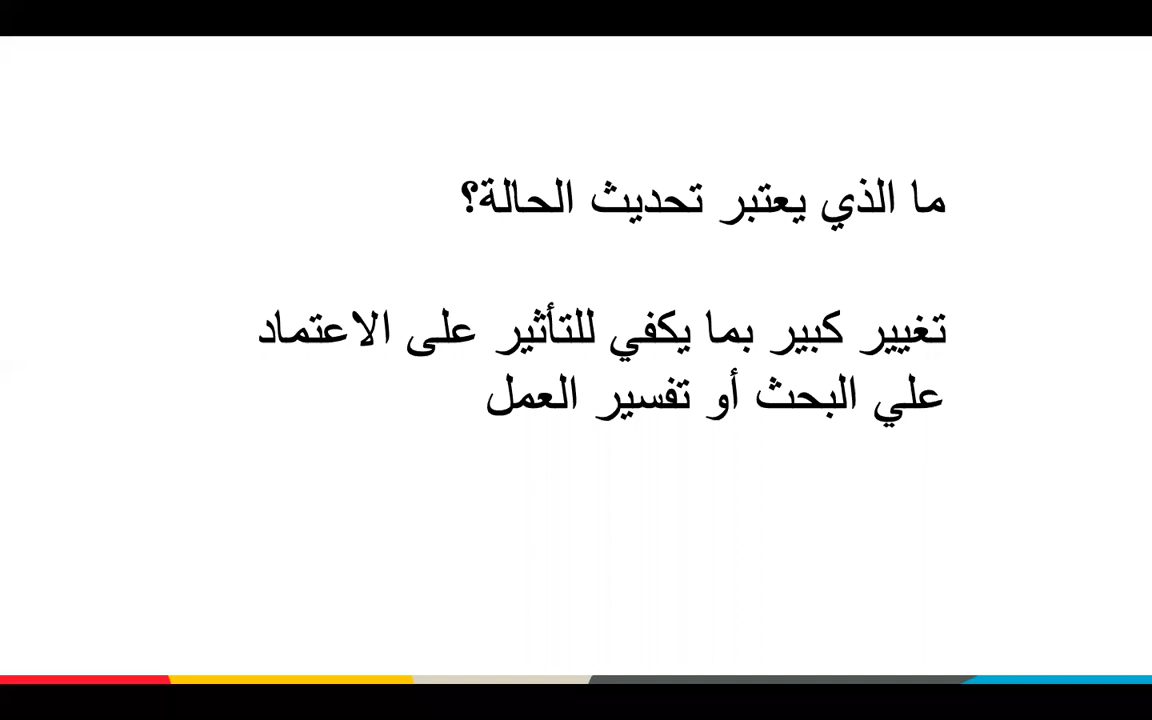 ما الذي يعتبر تحديث الحالة؟
تغيير كبير بما يكفي للتأثير على الاعتماد
علي البحث أو تفسير العمل